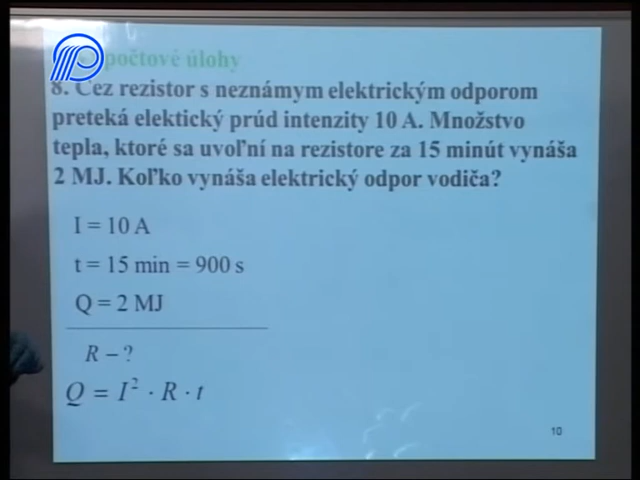 počtové úlohy
8. Cez rezistor s neznámym elektrickým odporom
preteká elektický prúd intenzity 10 A. Množstvo
tepla, ktoré sa uvoľní na rezistore za 15 minút vynáša
2 MJ. Koľko vynáša elektrický odpor vodiča?
I = 10 A
t = 15 min = 900 s
Q = 2 MJ
R – ?
Q = I² · R · t
10